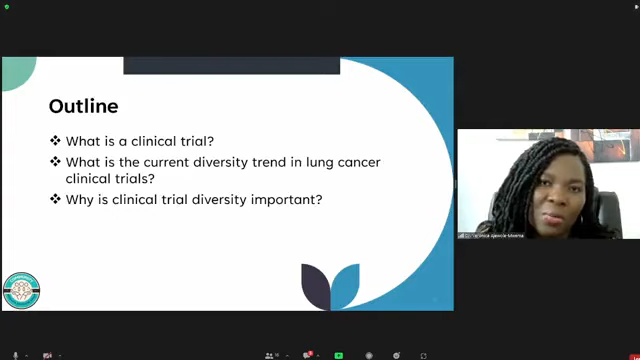 Outline
❖ What is a clinical trial?
❖ What is the current diversity trend in lung cancer
clinical trials?
❖ Why is clinical trial diversity important?